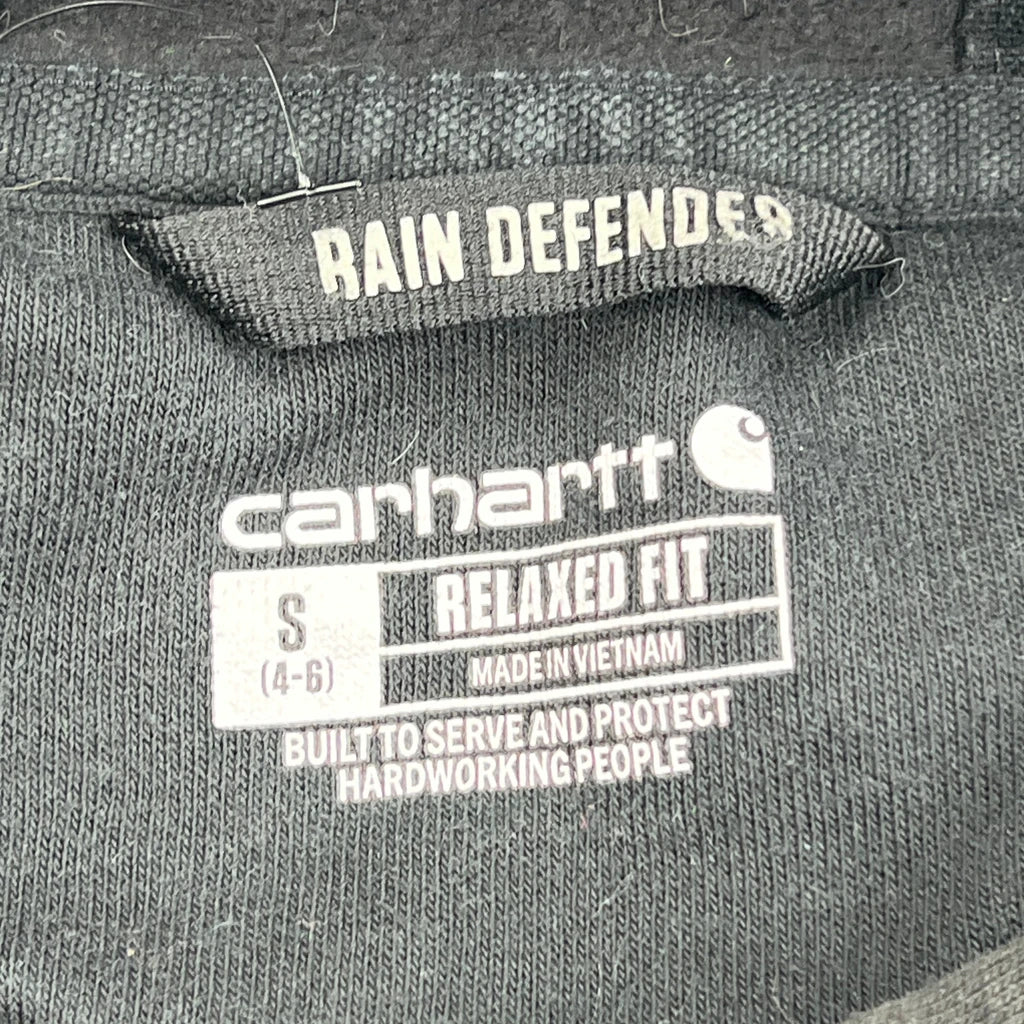 RAIN DEFENDER
carhartt
S
(4-6)
RELAXED FIT
MADE IN VIETNAM
BUILT TO SERVE AND PROTECT
HARDWORKING PEOPLE